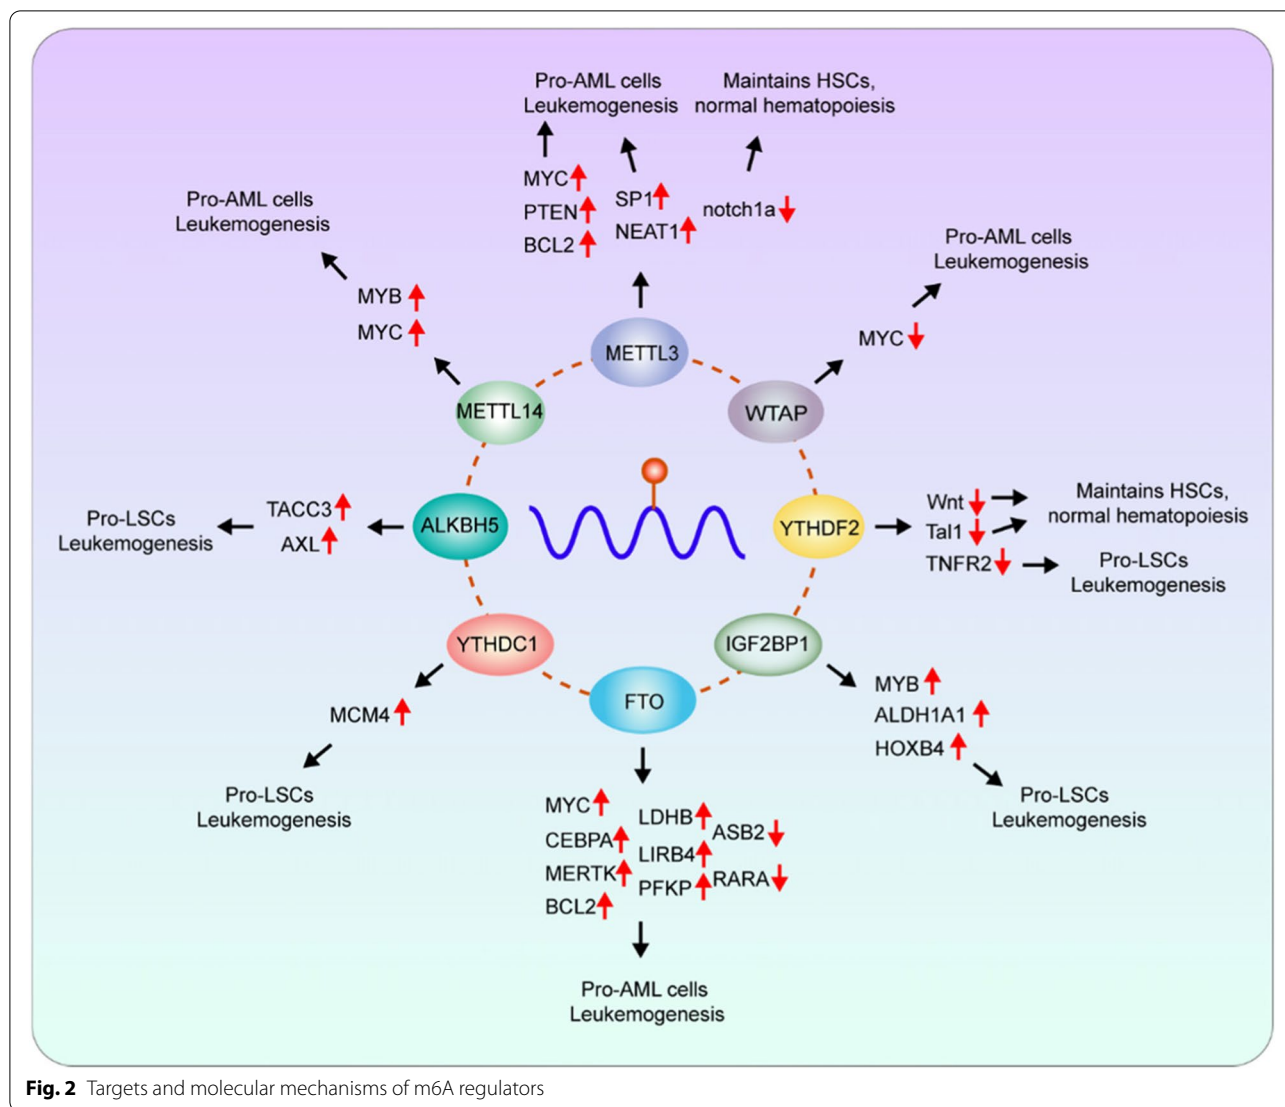 Pro-AML cells
Leukemogenesis
Maintains HSCs,
normal hematopoiesis
MYC
PTEN
BCL2
SP1
NEAT1
notch1a
METTL3
Pro-AML cells
Leukemogenesis
MYB
MYC
METTL14
Pro-AML cells
Leukemogenesis
MYC
WTAP
Pro-LSCs
Leukemogenesis
TACC3
AXL
ALKBH5
YTHDF2
Wnt
Tal1
TNFR2
Maintains HSCs,
normal hematopoiesis
Pro-LSCs
Leukemogenesis
YTHDC1
MCM4
Pro-LSCs
Leukemogenesis
IGF2BP1
MYB
ALDH1A1
HOXB4
Pro-LSCs
Leukemogenesis
FTO
MYC
CEBPA
MERTK
BCL2
LDHB
LIRB4
PFKP
ASB2
RARA
Pro-AML cells
Leukemogenesis
Fig. 2 Targets and molecular mechanisms of m6A regulators